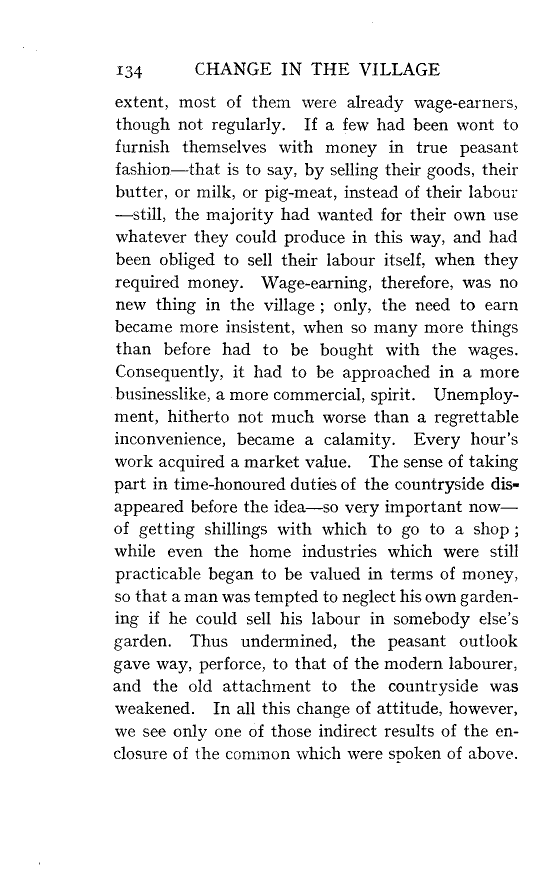 134 CHANGE IN THE VILLAGE
extent, most of them were already wage-earners,
though not regularly. If a few had been wont to
furnish themselves with money in true peasant
fashion—that is to say, by selling their goods, their
butter, or milk, or pig-meat, instead of their labour
—still, the majority had wanted for their own use
whatever they could produce in this way, and had
been obliged to sell their labour itself, when they
required money. Wage-earning, therefore, was no
new thing in the village ; only, the need to earn
became more insistent, when so many more things
than before had to be bought with the wages.
Consequently, it had to be approached in a more
businesslike, a more commercial, spirit. Unemploy-
ment, hitherto not much worse than a regrettable
inconvenience, became a calamity. Every hour's
work acquired a market value. The sense of taking
part in time-honoured duties of the countryside dis-
appeared before the idea—so very important now—
of getting shillings with which to go to a shop ;
while even the home industries which were still
practicable began to be valued in terms of money,
so that a man was tempted to neglect his own garden-
ing if he could sell his labour in somebody else's
garden. Thus undermined, the peasant outlook
gave way, perforce, to that of the modern labourer,
and the old attachment to the countryside was
weakened. In all this change of attitude, however,
we see only one of those indirect results of the en-
closure of the common which were spoken of above.